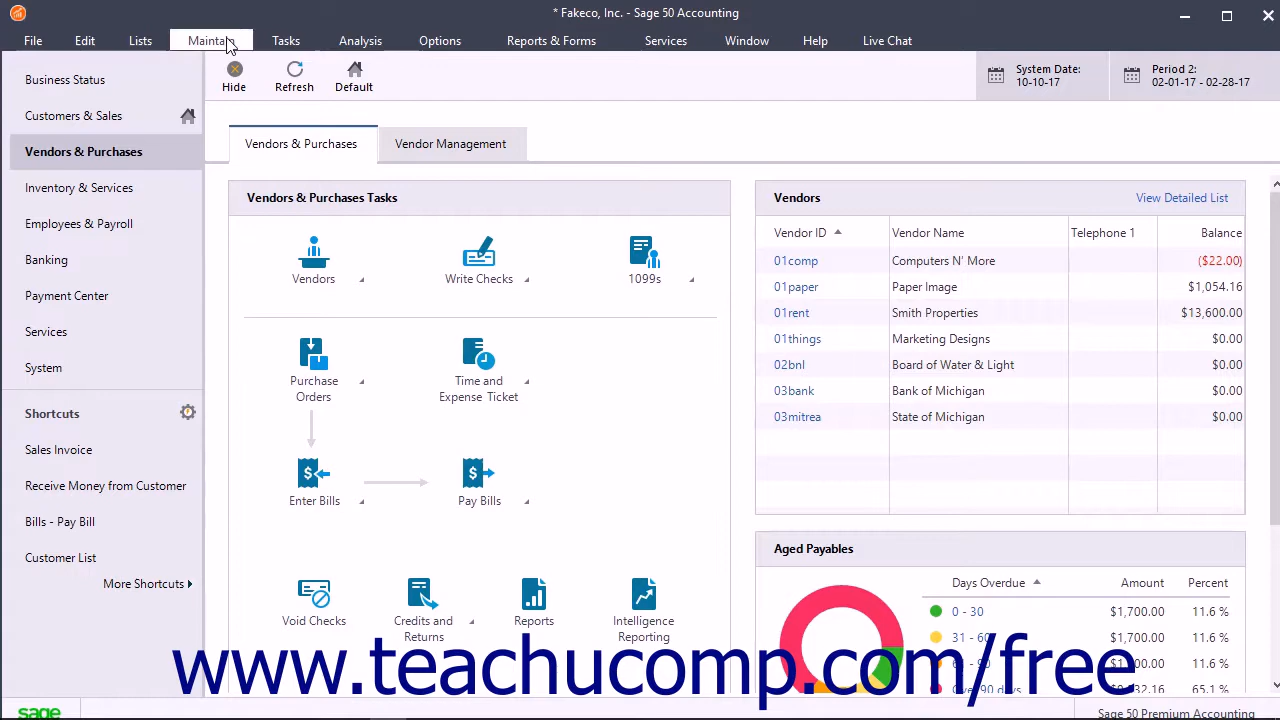 * Fakeco, Inc. - Sage 50 Accounting
File Edit Lists Maintain Tasks Analysis Options Reports & Forms Services Window Help Live Chat
Hide Refresh Default
System Date:
10-10-17
Period 2:
02-01-17 - 02-28-17
Business Status
Customers & Sales
Vendors & Purchases
Inventory & Services
Employees & Payroll
Banking
Payment Center
Services
System
Shortcuts
Sales Invoice
Receive Money from Customer
Bills - Pay Bill
Customer List
More Shortcuts
Vendors & Purchases Vendor Management
Vendors & Purchases Tasks
Vendors Write Checks 1099s
Purchase
Orders
Time and
Expense Ticket
Enter Bills Pay Bills
Void Checks
Credits and
Returns
Reports
Intelligence
Reporting
Vendors View Detailed List
Vendor ID Vendor Name Telephone 1 Balance
01comp Computers N' More ($22.00)
01paper Paper Image $1,054.16
01rent Smith Properties $13,600.00
01things Marketing Designs $0.00
02bnl Board of Water & Light $0.00
03bank Bank of Michigan $0.00
03mitrea State of Michigan $0.00
Aged Payables
Days Overdue Amount Percent
0 - 30 $1,700.00 11.6 %
31 - 60 $1,700.00 11.6 %
11.6 %
65.1 %
www.teachucomp.com/free
sage
Sage 50 Premium Accounting